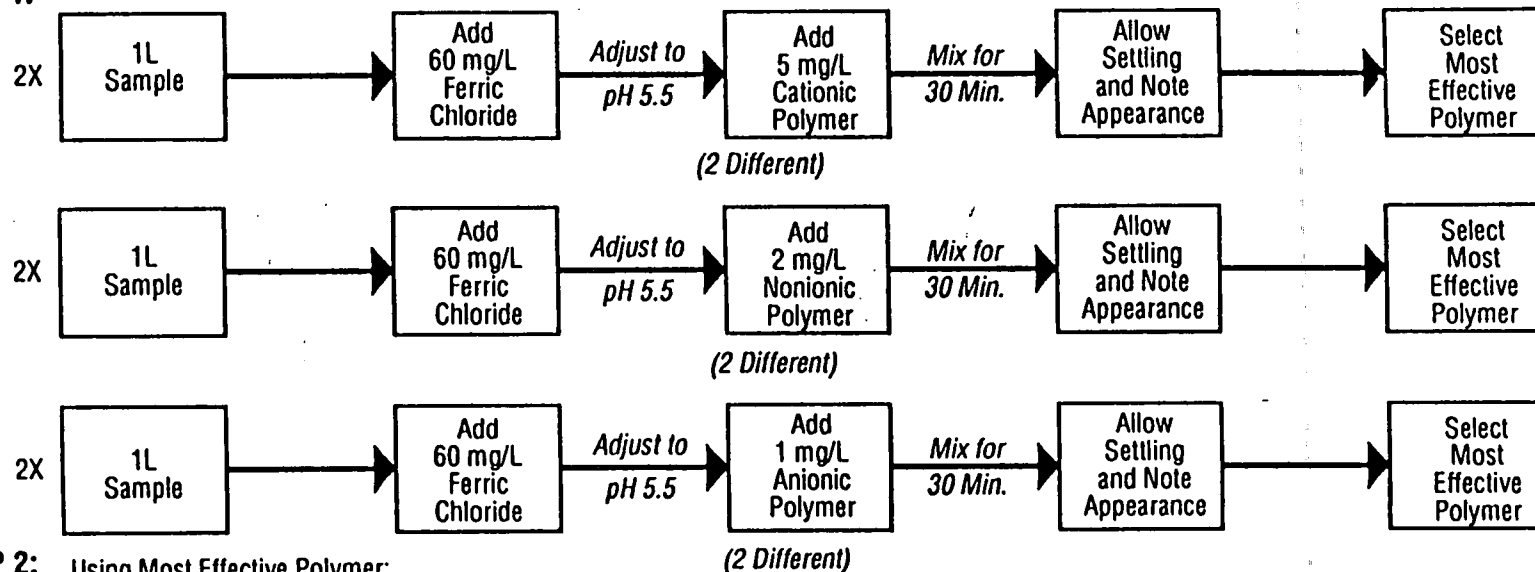 2X
1L
Sample
Add
60 mg/L
Ferric
Chloride
Adjust to
pH 5.5
Add
5 mg/L
Cationic
Polymer
(2 Different)
Mix for
30 Min.
Allow
Settling
and Note
Appearance
Select
Most
Effective
Polymer
2X
1L
Sample
Add
60 mg/L
Ferric
Chloride
Adjust to
pH 5.5
Add
2 mg/L
Nonionic
Polymer
(2 Different)
Mix for
30 Min.
Allow
Settling
and Note
Appearance
Select
Most
Effective
Polymer
2X
1L
Sample
Add
60 mg/L
Ferric
Chloride
Adjust to
pH 5.5
Add
1 mg/L
Anionic
Polymer
(2 Different)
Mix for
30 Min.
Allow
Settling
and Note
Appearance
Select
Most
Effective
Polymer
P 2: Using Most Effective Polymer: